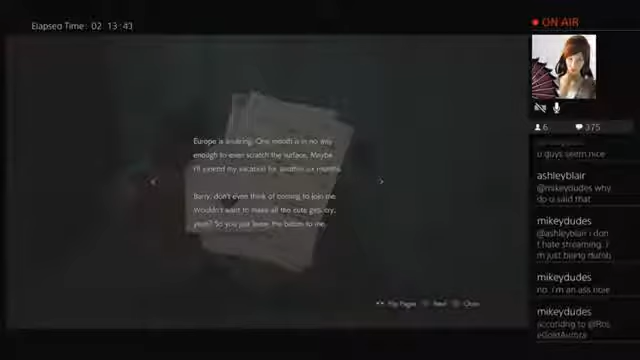 Elapsed Time: 02 13:43
ON AIR
6
375
u guys seem nice
ashleyblair
@mikeydudes why
do u said that
mikeydudes
@ashleyblair i don
t hate streaming. i
m just being dumb
mikeydudes
no. i'm an ass hole
mikeydudes
according to @Ros
eGoldAurora
Europe is amazing. One month is in no way
enough to even scratch the surface. Maybe
I'll extend my vacation for another six months.
Barry, don't even think of coming to join me.
Wouldn't want to make all the cute girls cry,
yeah? So you just leave the babes to me.
Flip Pages
Next
Close